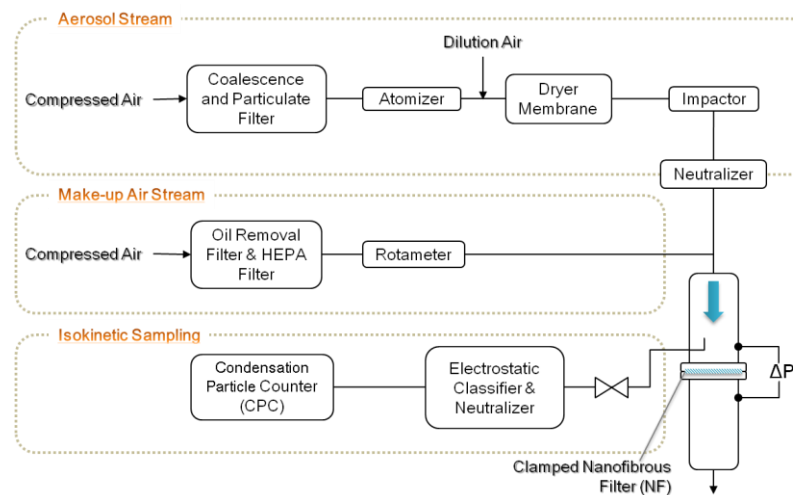 Aerosol Stream
Dilution Air
Compressed Air
Coalescence
and Particulate
Filter
Atomizer
Dryer
Membrane
Impactor
Neutralizer
Make-up Air Stream
Compressed Air
Oil Removal
Filter & HEPA
Filter
Rotameter
Isokinetic Sampling
Condensation
Particle Counter
(CPC)
Electrostatic
Classifier &
Neutralizer
ΔP
Clamped Nanofibrous
Filter (NF)